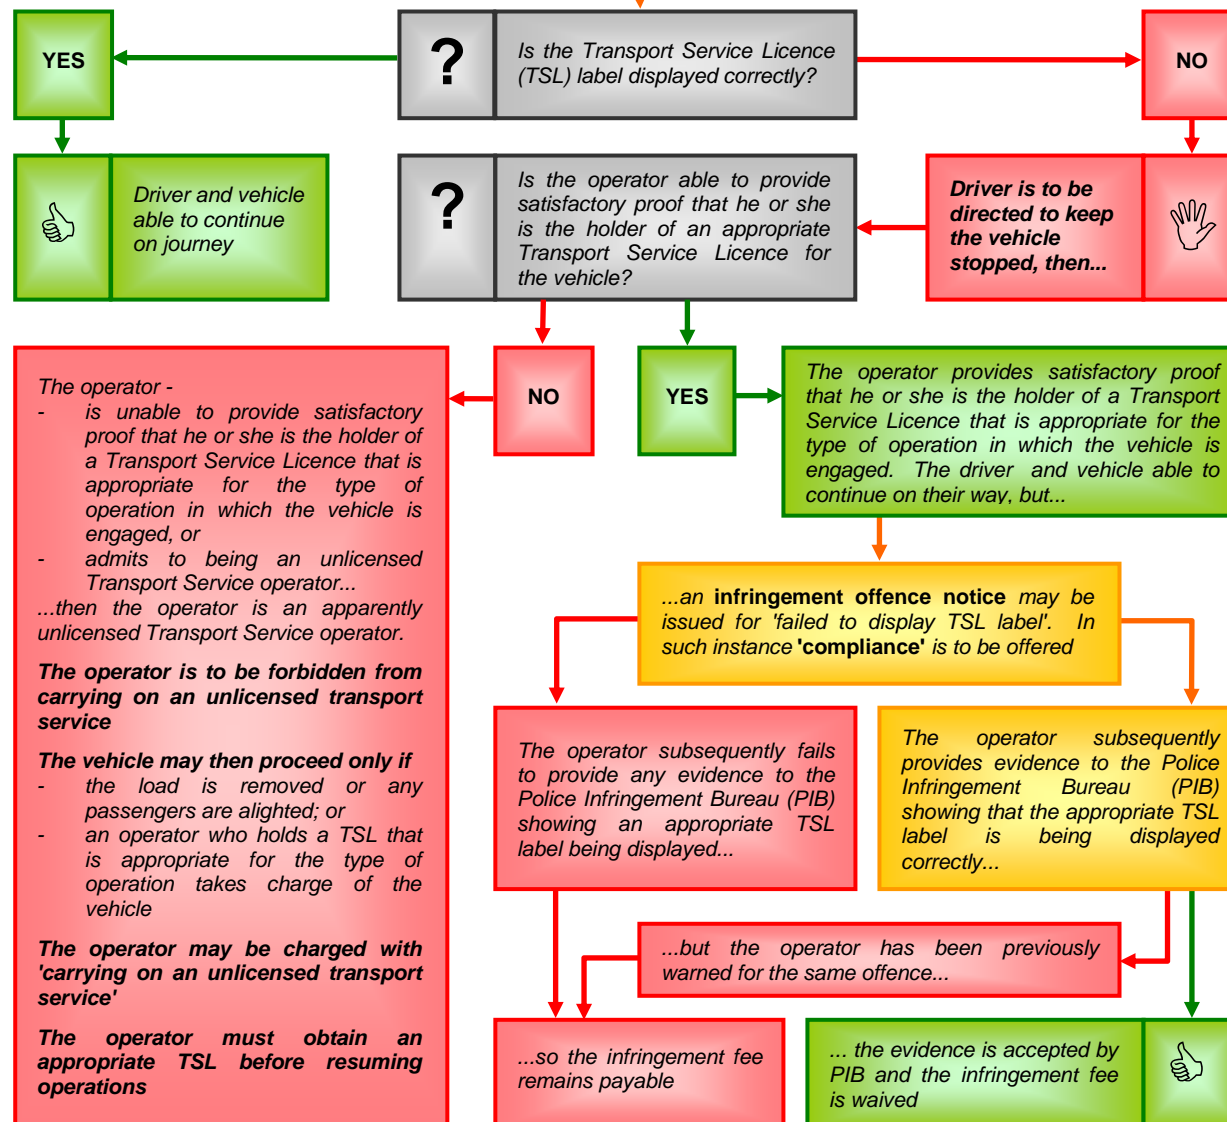 YES
?
Is the Transport Service Licence
(TSL) label displayed correctly?
NO
Driver and vehicle
able to continue
on journey
?
Is the operator able to provide
satisfactory proof that he or she
is the holder of an appropriate
Transport Service Licence for
the vehicle?
Driver is to be
directed to keep
the vehicle
stopped, then...
The operator -
- is unable to provide satisfactory
proof that he or she is the holder of
a Transport Service Licence that is
appropriate for the type of
operation in which the vehicle is
engaged, or
- admits to being an unlicensed
Transport Service operator...
...then the operator is an apparently
unlicensed Transport Service operator.
The operator is to be forbidden from
carrying on an unlicensed transport
service
The vehicle may then proceed only if
- the load is removed or any
passengers are alighted; or
- an operator who holds a TSL that
is appropriate for the type of
operation takes charge of the
vehicle
The operator may be charged with
'carrying on an unlicensed transport
service'
The operator must obtain an
appropriate TSL before resuming
operations
NO
YES
The operator provides satisfactory proof
that he or she is the holder of a Transport
Service Licence that is appropriate for the
type of operation in which the vehicle is
engaged. The driver and vehicle able to
continue on their way, but...
...an infringement offence notice may be
issued for 'failed to display TSL label'. In
such instance 'compliance' is to be offered
The operator subsequently fails
to provide any evidence to the
Police Infringement Bureau (PIB)
showing an appropriate TSL
label being displayed...
The operator subsequently
provides evidence to the Police
Infringement Bureau (PIB)
showing that the appropriate TSL
label is being displayed
correctly...
...but the operator has been previously
warned for the same offence...
...so the infringement fee
remains payable
... the evidence is accepted by
PIB and the infringement fee
is waived